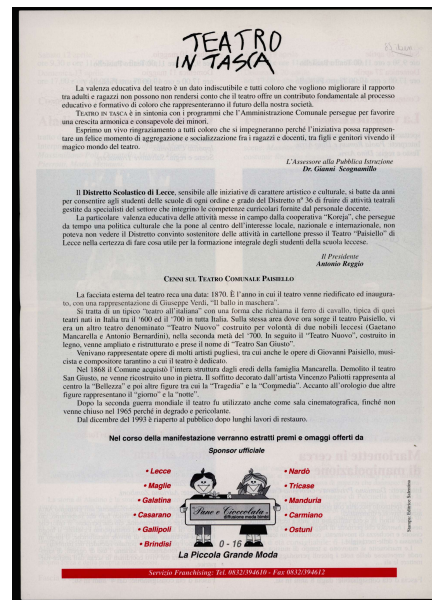 TEATRO
IN TASCA
La valenza educativa del teatro è un dato indiscutibile e tutti coloro che vogliono migliorare il rapporto
tra adulti e ragazzi non possono non rendersi conto che il teatro offre un contributo fondamentale al processo
educativo e formativo di coloro che rappresenteranno il futuro della nostra società.
TEATRO IN TASCA è in sintonia con i programmi che l'Amministrazione Comunale persegue per favorire
una crescita armonica e consapevole dei minori.
Esprimo un vivo ringraziamento a tutti coloro che si impegneranno perché l'iniziativa possa rappresen-
tare un felice momento di aggregazione e socializzazione fra i ragazzi e docenti, tra figli e genitori vivendo il
magico mondo del teatro.
L'Assessore alla Pubblica Istruzione
Dr. Gianni Scognamillo
Il Distretto Scolastico di Lecce, sensibile alle iniziative di carattere artistico e culturale, si batte da anni
per consentire agli studenti delle scuole di ogni ordine e grado del Distretto n° 36 di fruire di attività teatrali
gestite da specialisti del settore che integrino le competenze curricolari fornite dal personale docente.
La particolare valenza educativa delle attività messe in campo dalla cooperativa "Koreja", che persegue
da tempo una politica culturale che la pone al centro dell'interesse locale, nazionale e internazionale, non
poteva non vedere il Distretto convinto sostenitore delle attività in cartellone presso il Teatro "Paisiello" di
Lecce nella certezza di fare cosa utile per la formazione integrale degli studenti della scuola leccese.
Il Presidente
Antonio Reggio
CENNI SUL TEATRO COMUNALE PAISIELLO
La facciata esterna del teatro reca una data: 1870. È l'anno in cui il teatro venne riedificato ed inaugura-
to, con una rappresentazione di Giuseppe Verdi, "Il ballo in maschera".
Si tratta di un tipico "teatro all'italiana" con una forma che richiama il ferro di cavallo, tipica di quei
teatri nati in Italia tra il '600 ed il '700 in tutta Italia. Sulla stessa area dove ora sorge il teatro Paisiello, vi
era un altro teatro denominato "Teatro Nuovo" costruito per volontà di due nobili leccesi (Gaetano
Mancarella e Antonio Bernardini), nella seconda metà del '700. In seguito il "Teatro Nuovo", costruito in
legno, venne ampliato e ristrutturato e prese il nome di "Teatro San Giusto".
Venivano rappresentate opere di molti artisti pugliesi, tra cui anche le opere di Giovanni Paisiello, musi-
cista e compositore tarantino a cui il teatro è dedicato.
Nel 1868 il Comune acquistò l'intera struttura dagli eredi della famiglia Mancarella. Demolito il teatro
San Giusto, ne venne ricostruito uno in pietra. Il soffitto decorato dall'artista Vincenzo Paliotti rappresenta al
centro la "Bellezza" e poi altre figure tra cui la "Tragedia" e la "Commedia". Accanto all'orologio due altre
figure rappresentano il "giorno" e la "notte".
Dopo la seconda guerra mondiale il teatro fu utilizzato anche come sala cinematografica, finché non
venne chiuso nel 1965 perché in degrado e pericolante.
Dal dicembre del 1993 è riaperto al pubblico dopo lunghi lavori di restauro.
Nel corso della manifestazione verranno estratti premi e omaggi offerti da
Sponsor ufficiale
• Lecce
• Maglie
• Galatina
• Casarano
• Gallipoli
• Brindisi
• Nardò
• Tricase
• Manduria
• Carmiano
• Ostuni
Pane e Cioccolata
0 - 16
La Piccola Grande Moda
Servizio Franchising: Tel. 0832/394610 - Fax 0832/394612